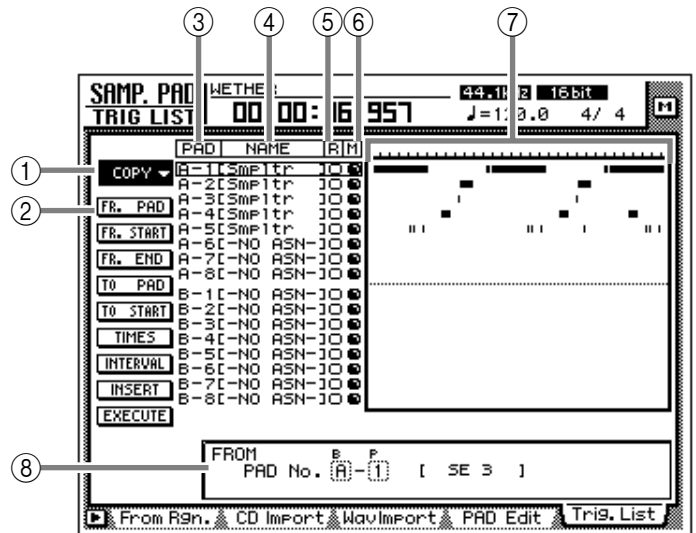 ③ ④ ⑤ ⑥ ⑦
SAMP. PAD WETHER 44.1kHz 16bit
TRIG LIST 00:00:16 957 ♩=120.0 4/ 4 M
PAD NAME R M
① COPY
A-1[Smpltr ]
A-2[Smpltr ]
② FR. PAD
A-3[Smpltr ]
A-4[Smpltr ]
FR. START
A-5[Smpltr ]
A-6[-NO ASN-]
FR. END
A-7[-NO ASN-]
A-8[-NO ASN-]
TO PAD
B-1[-NO ASN-]
TO START
B-2[-NO ASN-]
B-3[-NO ASN-]
TIMES
B-4[-NO ASN-]
B-5[-NO ASN-]
INTERVAL
B-6[-NO ASN-]
INSERT
B-7[-NO ASN-]
B-8[-NO ASN-]
EXECUTE
FROM B P
⑧ PAD No. A-1 [ SE 3 ]
From Rgn. CD Import WavImport PAD Edit Trig. List